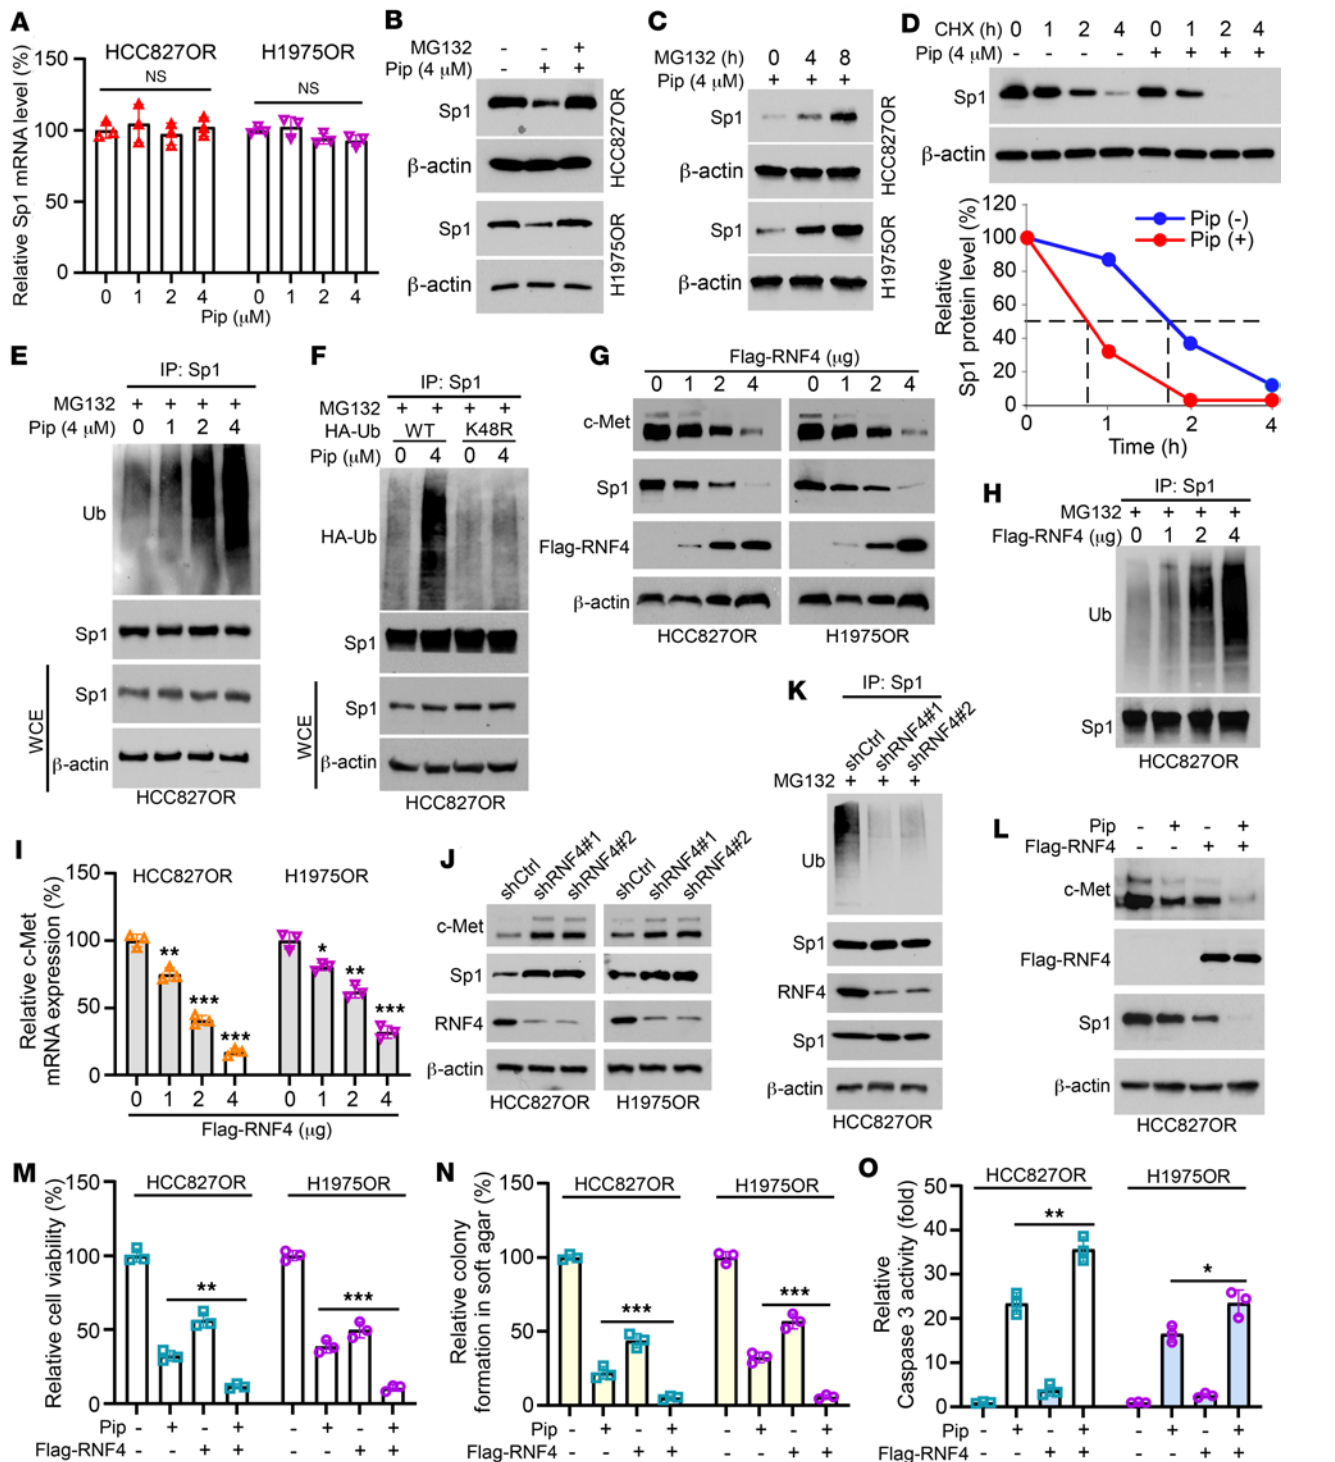 A
HCC827OR H1975OR
NS NS
Relative Sp1 mRNA level (%)
150
100
50
0
0 1 2 4 0 1 2 4
Pip (μM)
B
MG132 - - +
Pip (4 μM) - + +
Sp1
β-actin
HCC827OR
Sp1
β-actin
H1975OR
C
MG132 (h) 0 4 8
Pip (4 μM) + + +
Sp1
β-actin
HCC827OR
Sp1
β-actin
H1975OR
D
CHX (h) 0 1 2 4 0 1 2 4
Pip (4 μM) - - - - + + + +
Sp1
β-actin
Relative
Sp1 protein level (%)
120
100
80
60
40
20
0
Pip (-)
Pip (+)
0 1 2 4
Time (h)
E
IP: Sp1
MG132 + + + +
Pip (4 μM) 0 1 2 4
Ub
Sp1
WCE
Sp1
β-actin
HCC827OR
F
IP: Sp1
MG132 + + + +
HA-Ub WT K48R
Pip (μM) 0 4 0 4
HA-Ub
Sp1
WCE
Sp1
β-actin
HCC827OR
G
Flag-RNF4 (μg)
0 1 2 4 0 1 2 4
c-Met
Sp1
Flag-RNF4
β-actin
HCC827OR H1975OR
H
IP: Sp1
MG132 + + + +
Flag-RNF4 (μg) 0 1 2 4
Ub
Sp1
HCC827OR
I
Relative c-Met
mRNA expression (%)
150
100
50
0
HCC827OR H1975OR
** *** *** * ** ***
0 1 2 4 0 1 2 4
Flag-RNF4 (μg)
J
shCtrl shRNF4#1 shRNF4#2 shCtrl shRNF4#1 shRNF4#2
c-Met
Sp1
RNF4
β-actin
HCC827OR H1975OR
K
IP: Sp1
shCtrl shRNF4#1 shRNF4#2
MG132 + + +
Ub
Sp1
RNF4
Sp1
β-actin
HCC827OR
L
Pip - + - +
Flag-RNF4 - - + +
c-Met
Flag-RNF4
Sp1
β-actin
HCC827OR
M
Relative cell viability (%)
150
100
50
0
HCC827OR H1975OR
** ***
Pip - + - + - + - +
Flag-RNF4 - - + + - - + +
N
Relative colony
formation in soft agar (%)
150
100
50
0
HCC827OR H1975OR
*** ***
Pip - + - + - + - +
Flag-RNF4 - - + + - - + +
O
Relative
Caspase 3 activity (fold)
50
40
30
20
10
0
HCC827OR H1975OR
** *
Pip - + - + - + - +
Flag-RNF4 - - + + - - + +